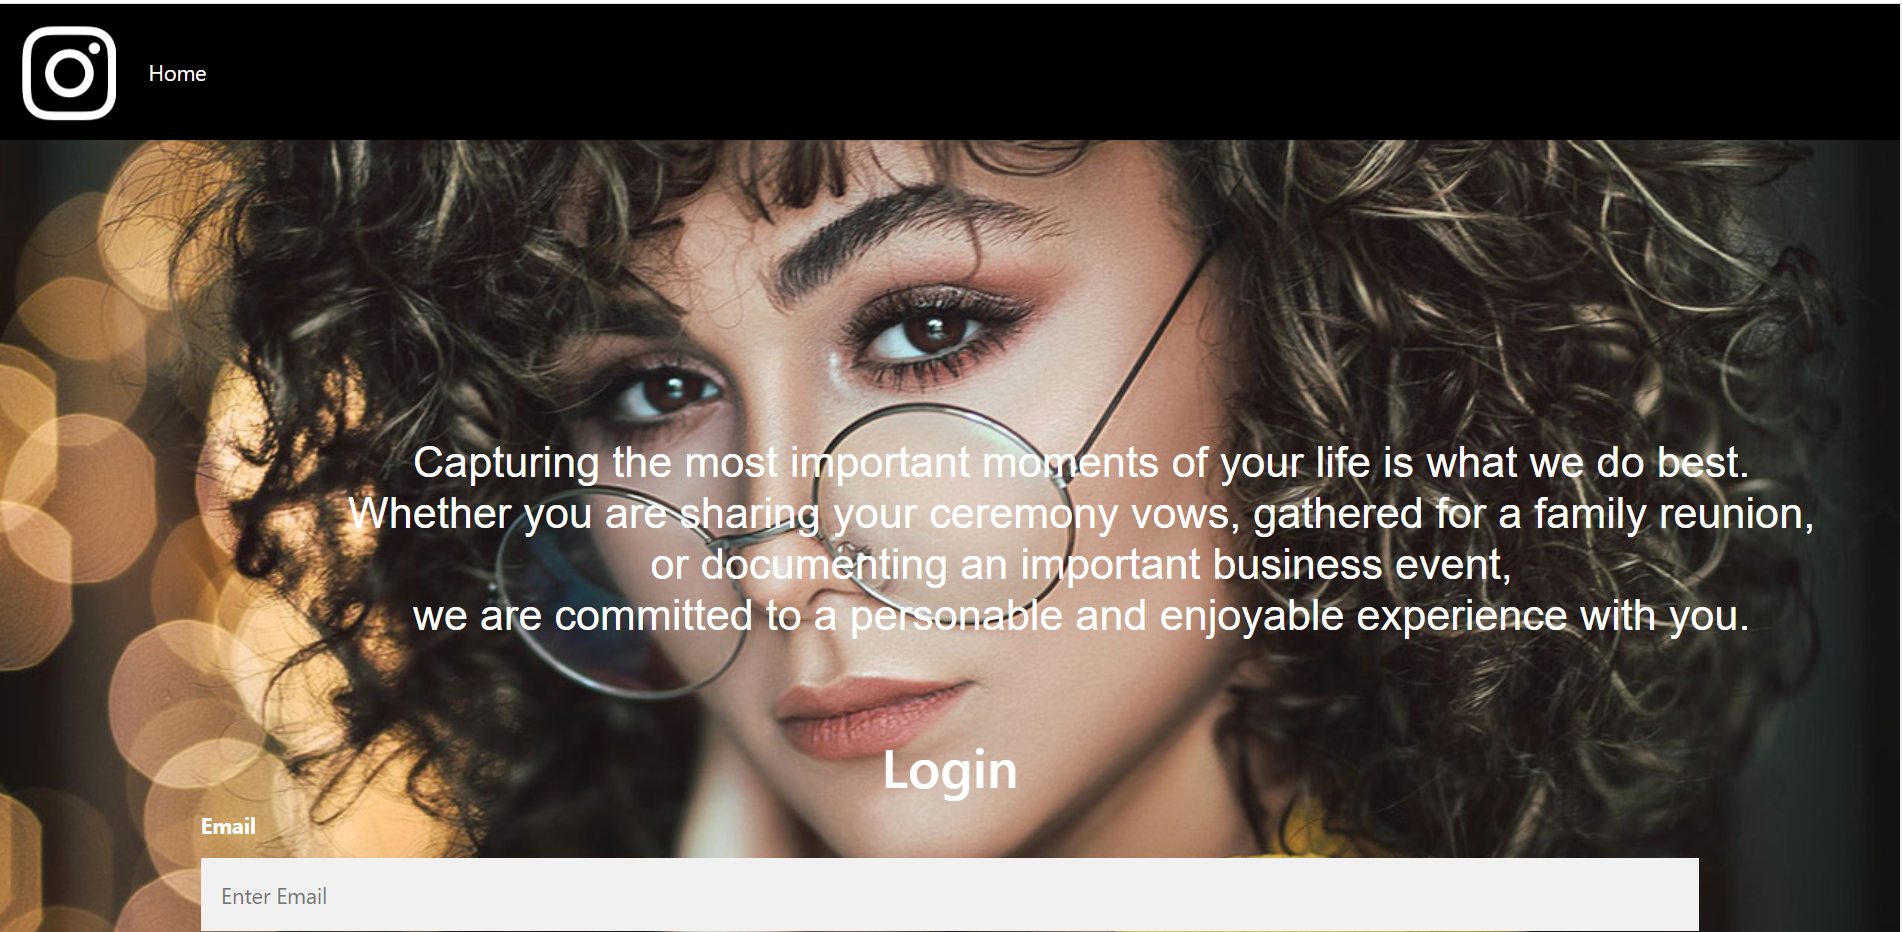 Home
Capturing the most important moments of your life is what we do best.
Whether you are sharing your ceremony vows, gathered for a family reunion,
or documenting an important business event,
we are committed to a personable and enjoyable experience with you.
Login
Email
Enter Email